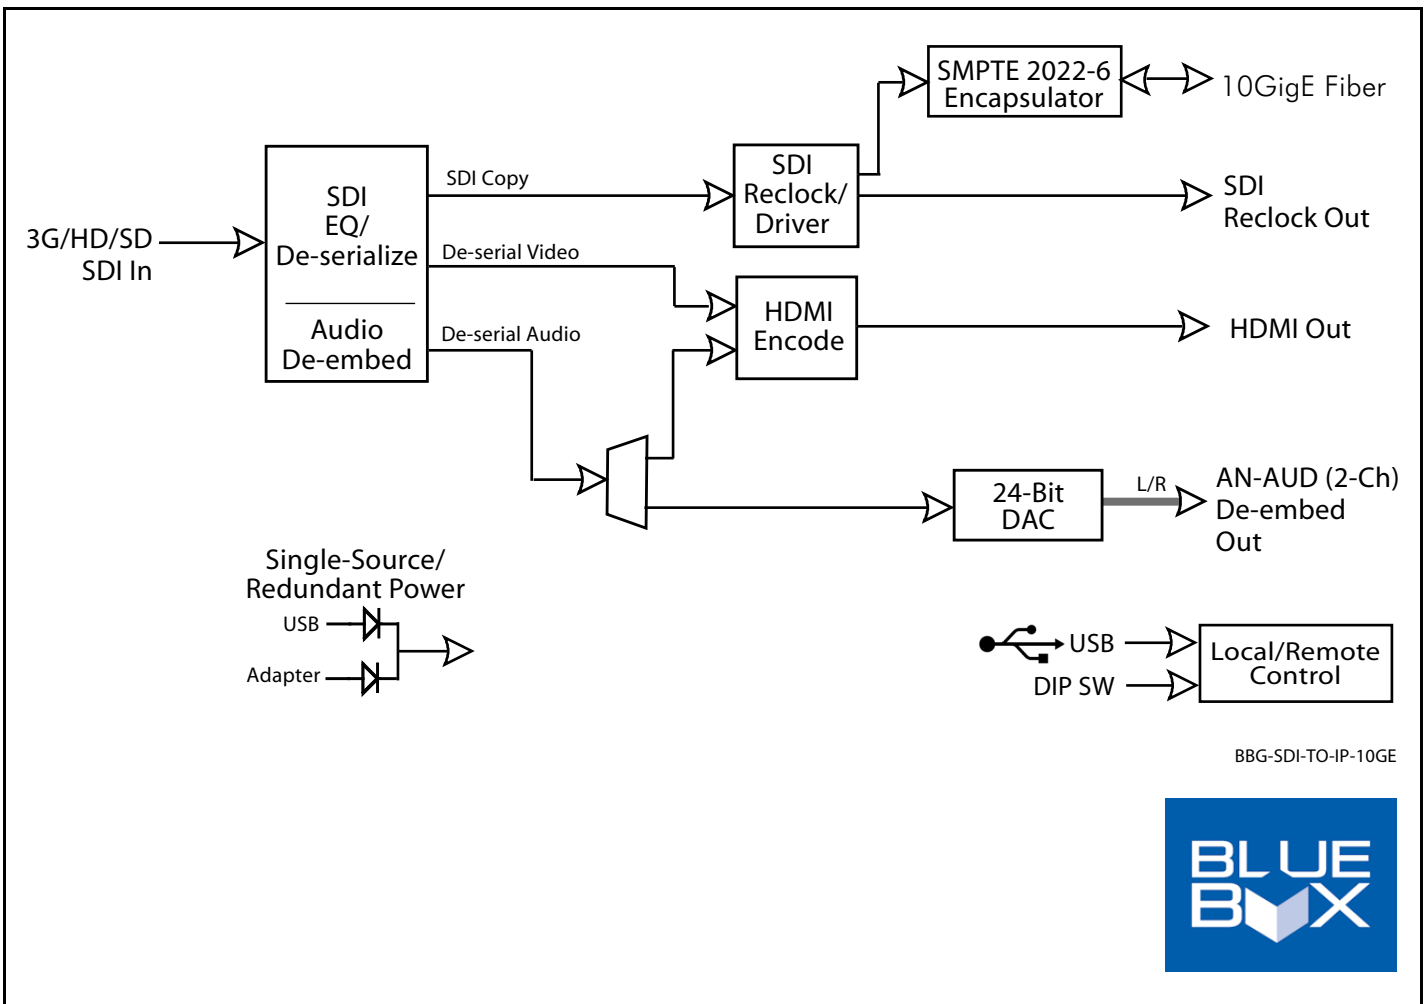 SMPTE 2022-6
Encapsulator
10GigE Fiber
SDI
Reclock/
Driver
SDI
Reclock Out
SDI Copy
SDI
EQ/
De-serialize
Audio
De-embed
3G/HD/SD
SDI In
De-serial Video
De-serial Audio
HDMI
Encode
HDMI Out
24-Bit
DAC
L/R
AN-AUD (2-Ch)
De-embed
Out
Single-Source/
Redundant Power
USB
Adapter
USB
DIP SW
Local/Remote
Control
BBG-SDI-TO-IP-10GE
BLUE
BOX